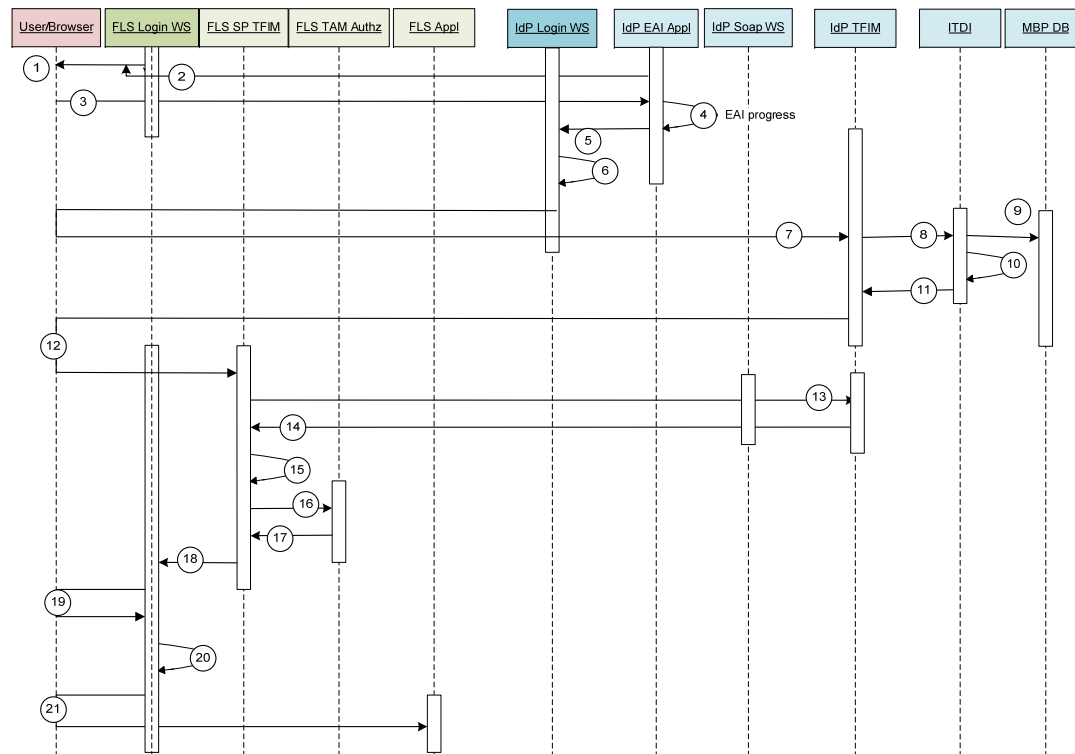 User/Browser
FLS Login WS
FLS SP TFIM
FLS TAM Authz
FLS Appl
IdP Login WS
IdP EAI Appl
IdP Soap WS
IdP TFIM
ITDI
MBP DB
1
2
3
4
EAI progress
5
6
7
8
9
10
11
12
13
14
15
16
17
18
19
20
21